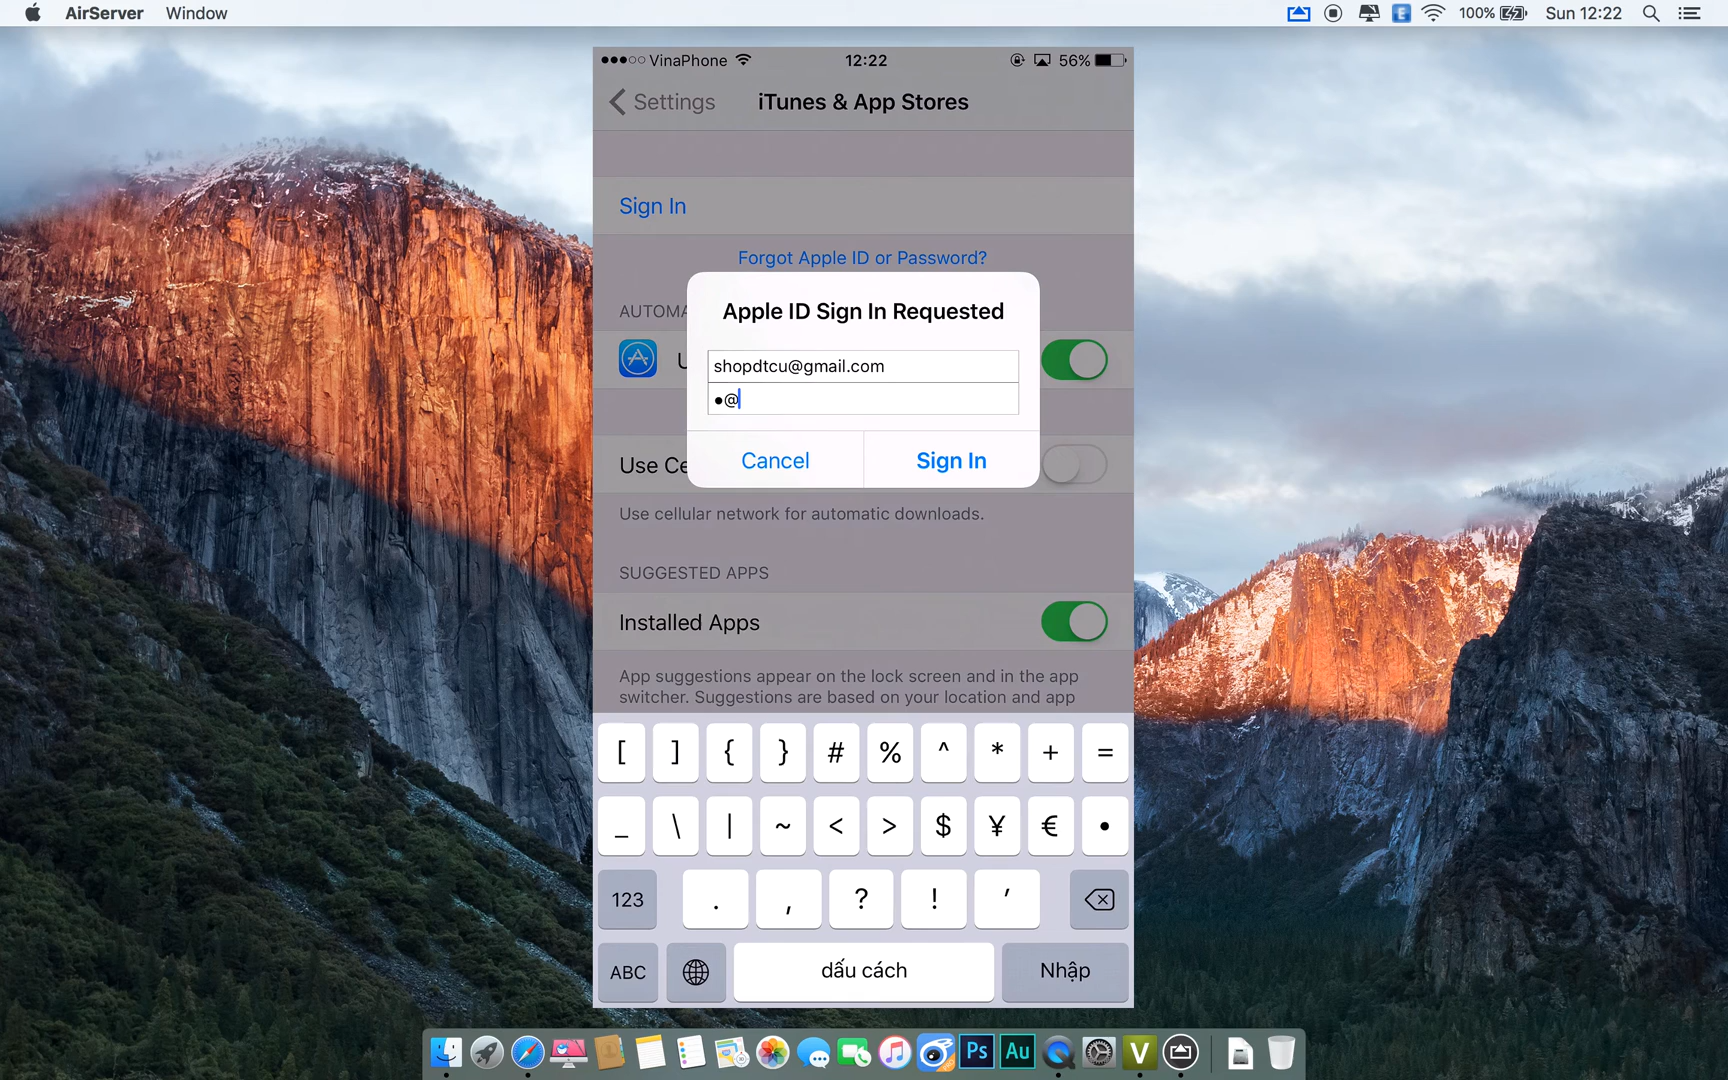 AirServer Window 100% Sun 12:22
VinaPhone 12:22 56%
Settings iTunes & App Stores
Sign In
Forgot Apple ID or Password?
Apple ID Sign In Requested
AUTOMA
shopdtcu@gmail.com
U
●@
Cancel Sign In
Use Ce
Use cellular network for automatic downloads.
SUGGESTED APPS
Installed Apps
App suggestions appear on the lock screen and in the app
switcher. Suggestions are based on your location and app
[ ] { } # % ^ * + =
_ \ | ~ < > $ ¥ € •
123 . , ? ! ’
ABC dấu cách Nhập
Ps Au V